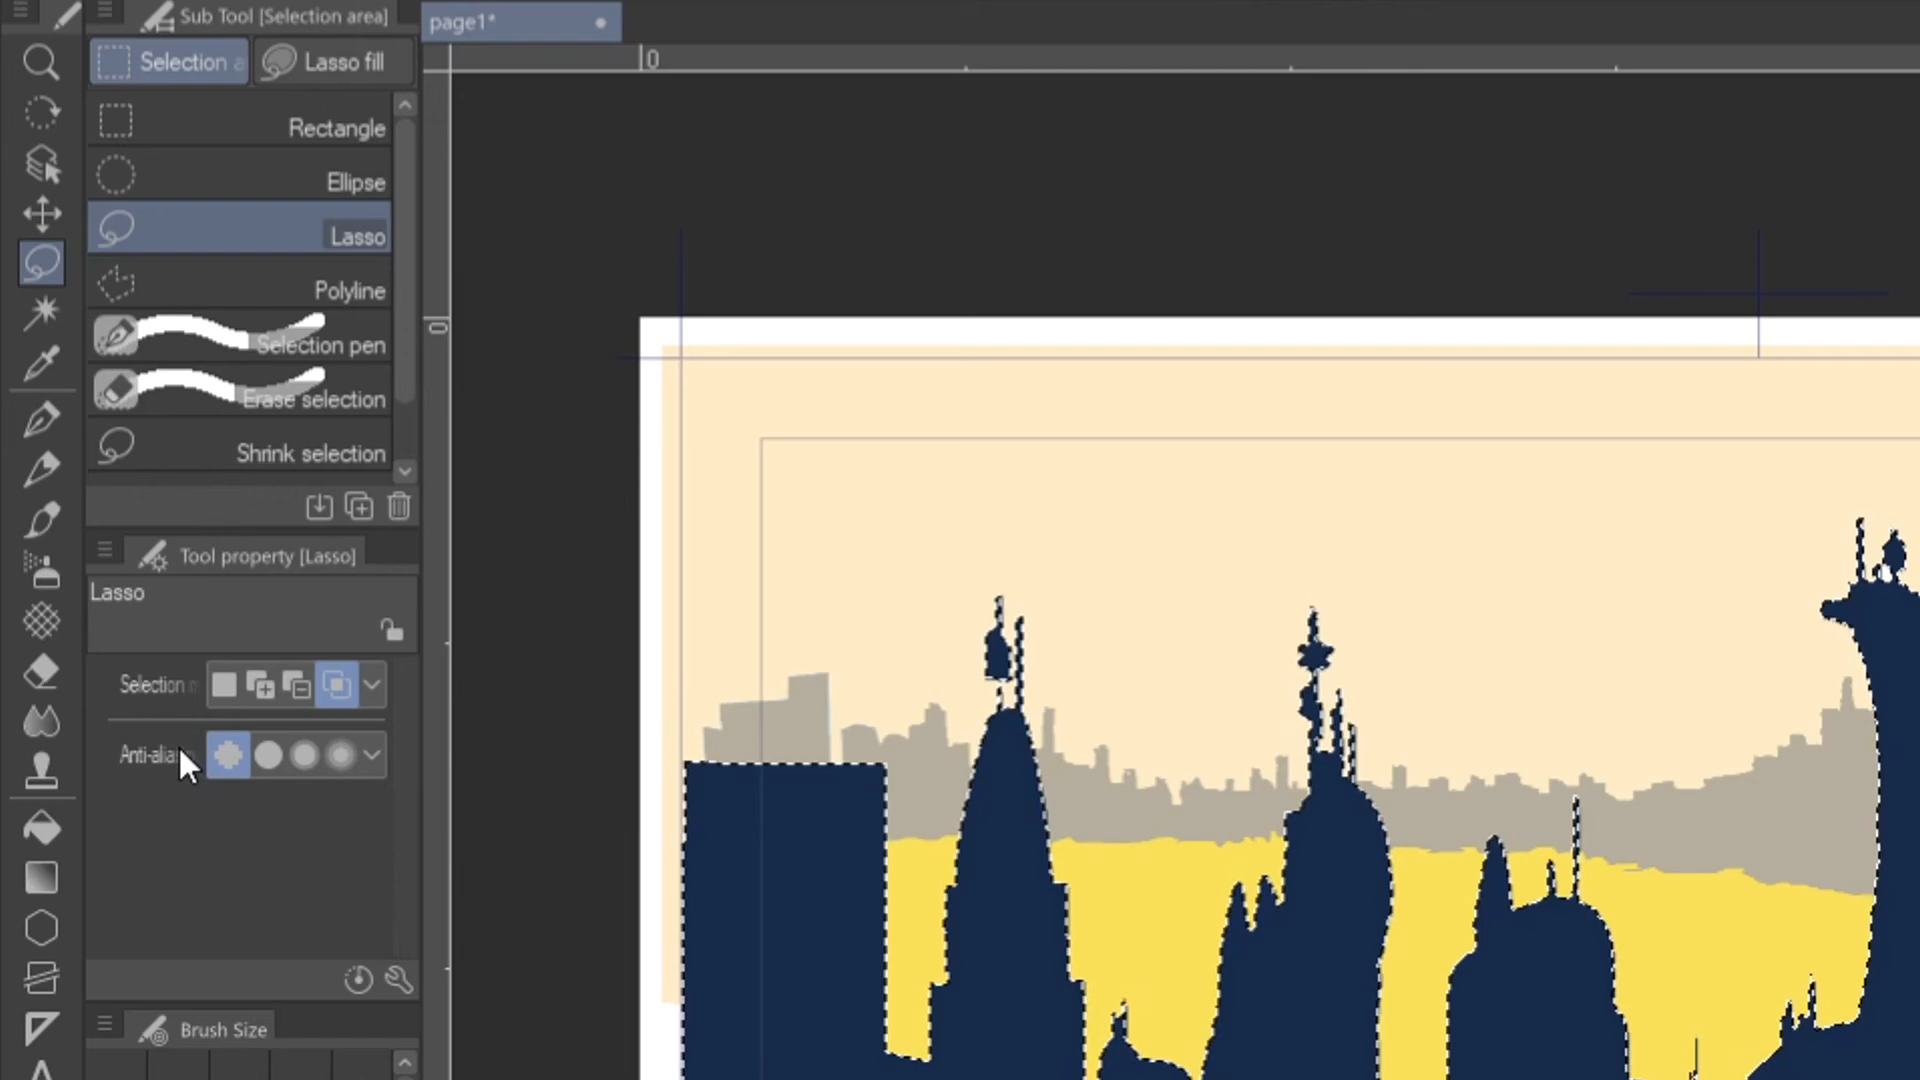 Sub Tool [Selection area]
page1*
Selection a
Lasso fill
0
Rectangle
Ellipse
Lasso
Polyline
0
Selection pen
Erase selection
Shrink selection
Tool property [Lasso]
Lasso
Selection
Anti-alia
Brush Size